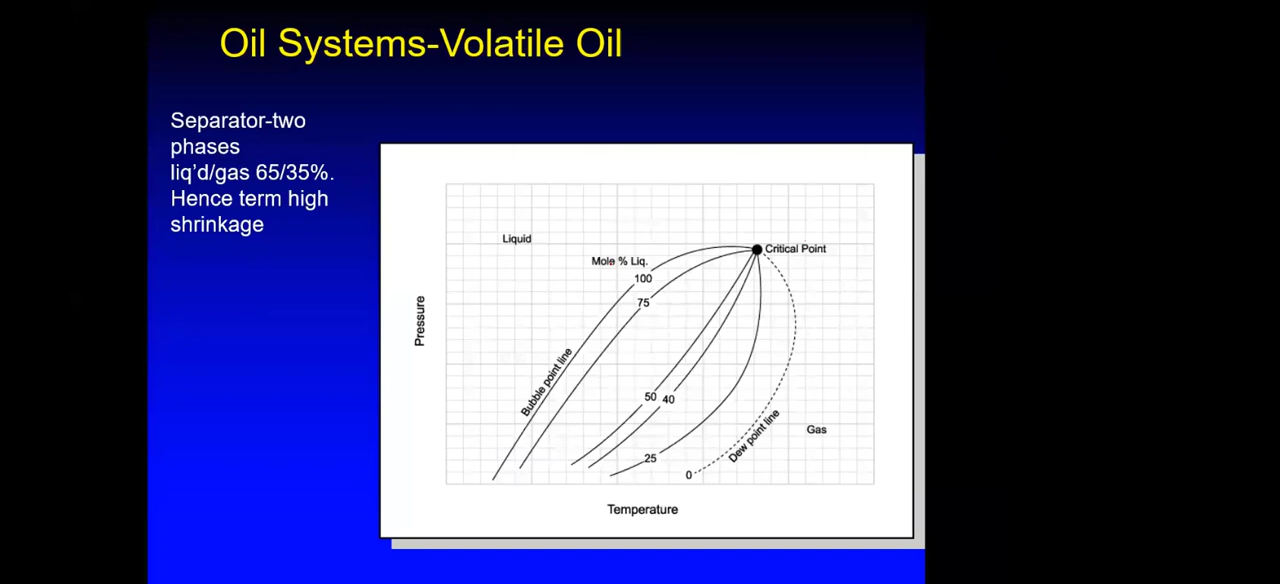 Oil Systems-Volatile Oil
Separator-two
phases
liq'd/gas 65/35%.
Hence term high
shrinkage
Liquid
Critical Point
Mole % Liq.
100
75
Pressure
Bubble point line
50
40
Dew point line
Gas
25
0
Temperature